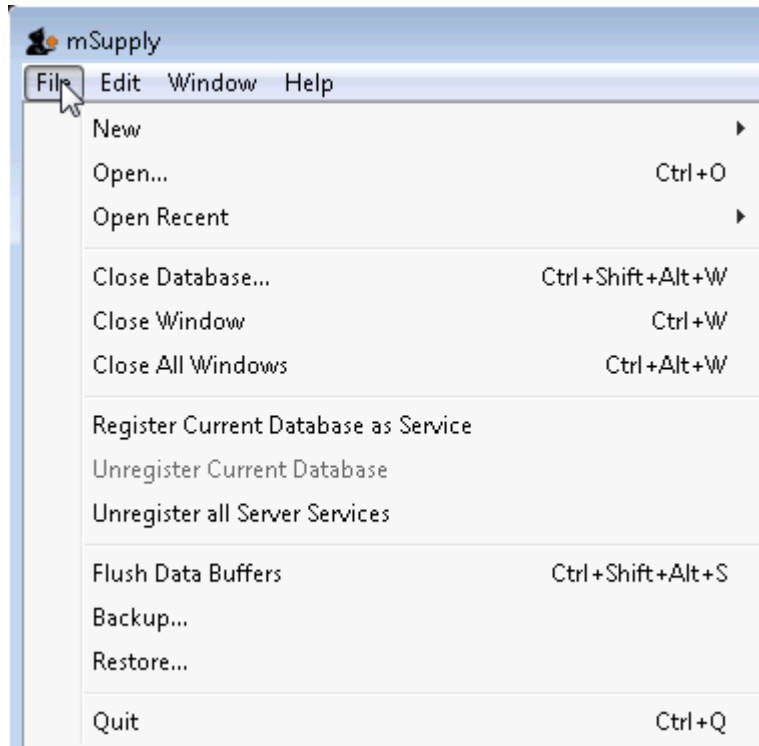 mSupply
File Edit Window Help
New
Open... Ctrl+O
Open Recent
Close Database... Ctrl+Shift+Alt+W
Close Window Ctrl+W
Close All Windows Ctrl+Alt+W
Register Current Database as Service
Unregister Current Database
Unregister all Server Services
Flush Data Buffers Ctrl+Shift+Alt+S
Backup...
Restore...
Quit Ctrl+Q